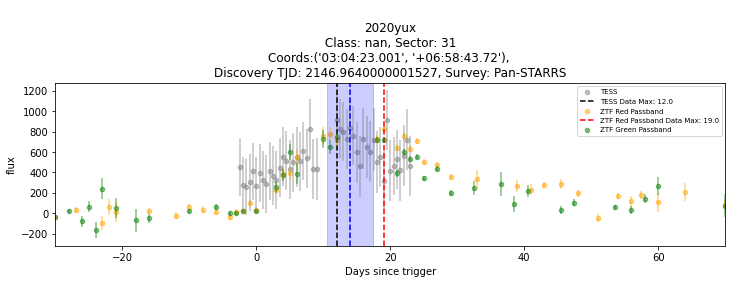 2020yux
Class: nan, Sector: 31
Coords:('03:04:23.001', '+06:58:43.72'),
Discovery TJD: 2146.9640000001527, Survey: Pan-STARRS
1200
1000
800
600
400
200
0
−200
flux
−20
0
20
40
60
Days since trigger
TESS
TESS Data Max: 12.0
ZTF Red Passband
ZTF Red Passband Data Max: 19.0
ZTF Green Passband